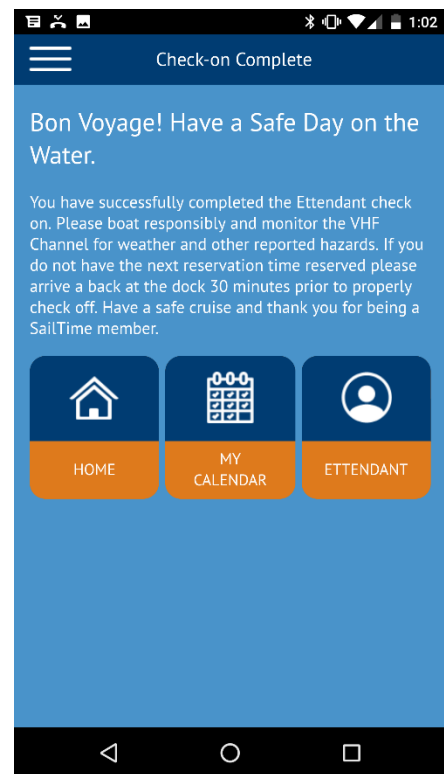 1:02
Check-on Complete
Bon Voyage! Have a Safe Day on the
Water.
You have successfully completed the Ettendant check
on. Please boat responsibly and monitor the VHF
Channel for weather and other reported hazards. If you
do not have the next reservation time reserved please
arrive a back at the dock 30 minutes prior to properly
check off. Have a safe cruise and thank you for being a
SailTime member.
HOME
MY
CALENDAR
ETTENDANT